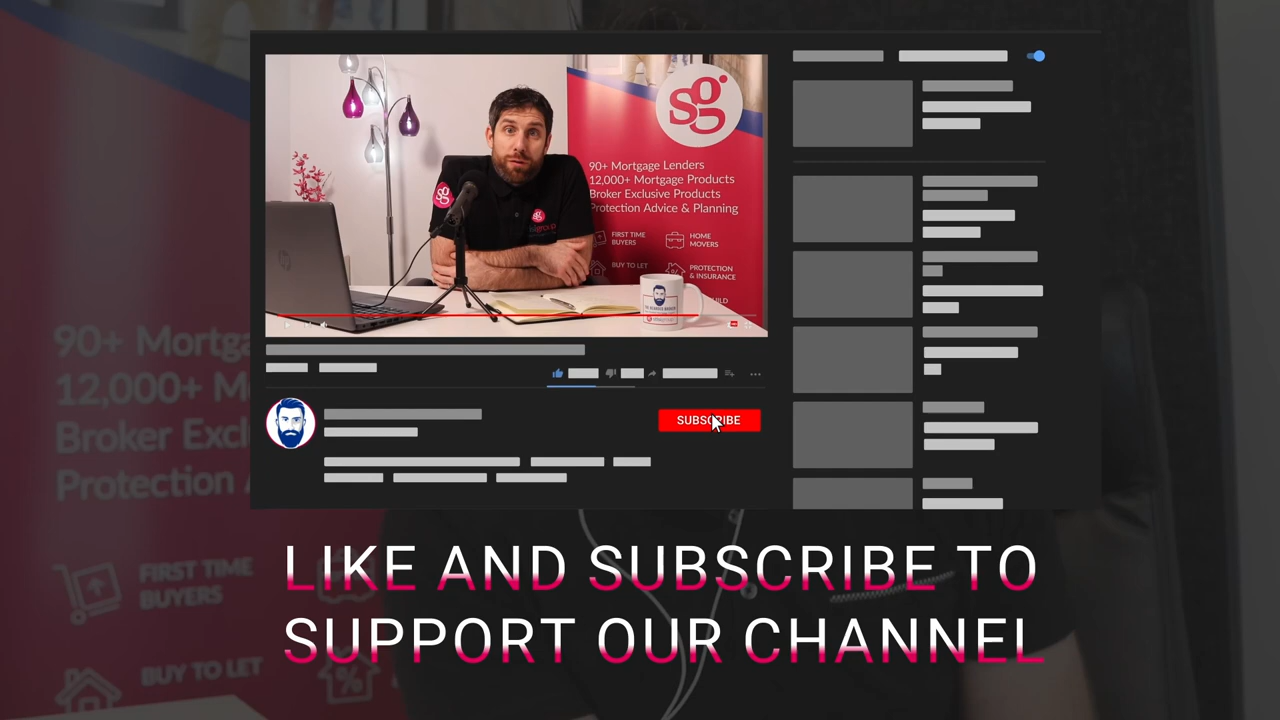 sg
90+ Mortgage Lenders
12,000+ Mortgage Products
Broker Exclusive Products
Protection Advice & Planning
FIRST TIME
BUYERS
HOME
MOVERS
BUY TO LET
PROTECTION
& INSURANCE
sg
sg
SUBSCRIBE
90+ Mortga
12,000+ M
Broker Excl
Protection
FIRST TIME
BUYERS
BUY TO LET
LIKE AND SUBSCRIBE TO
SUPPORT OUR CHANNEL